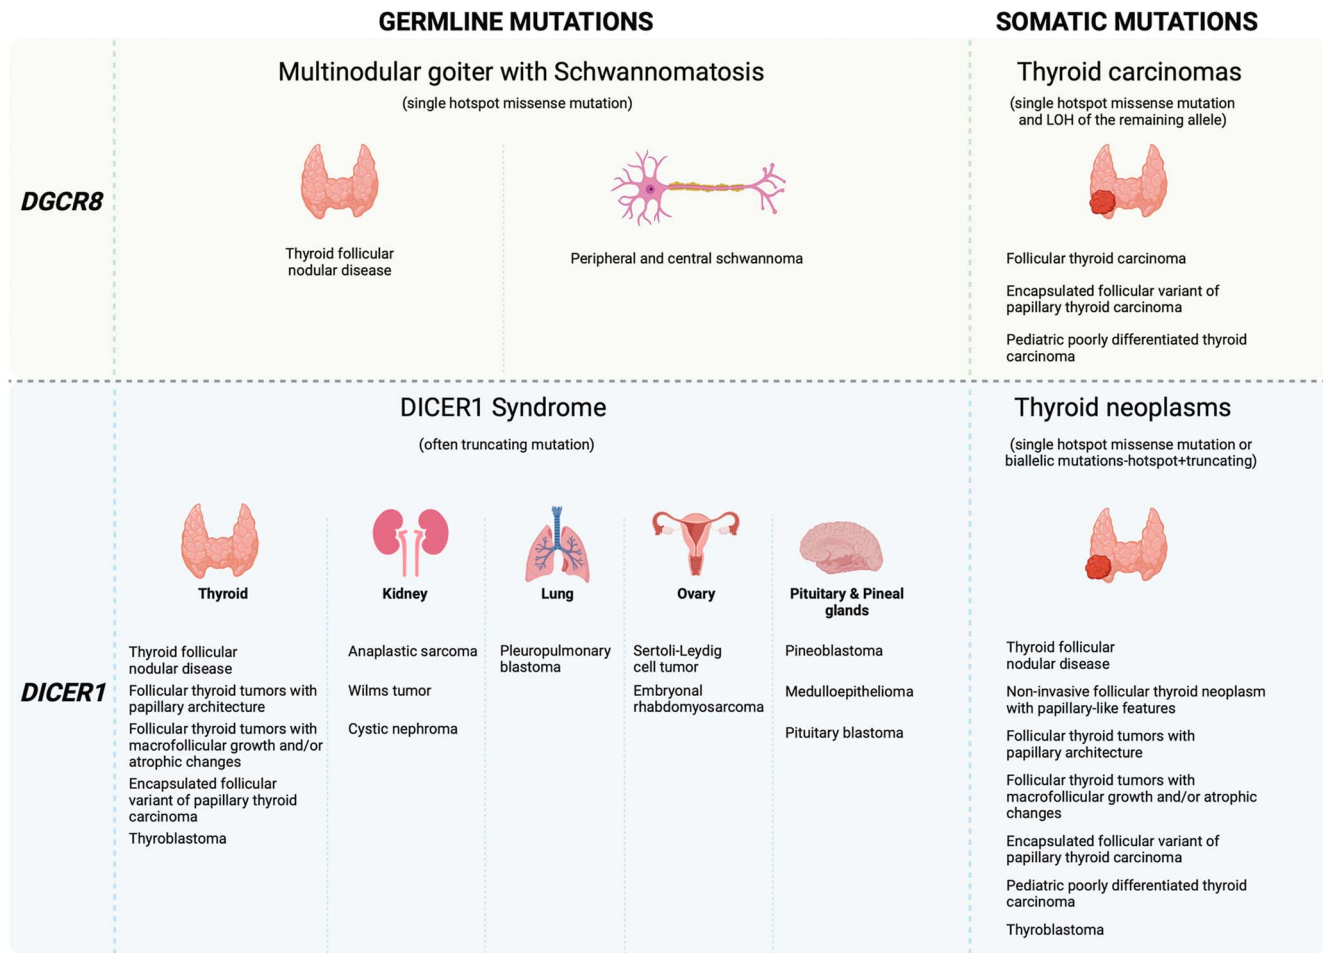 GERMLINE MUTATIONS
SOMATIC MUTATIONS
DGCR8
Multinodular goiter with Schwannomatosis
(single hotspot missense mutation)
Thyroid follicular
nodular disease
Peripheral and central schwannoma
Thyroid carcinomas
(single hotspot missense mutation
and LOH of the remaining allele)
Follicular thyroid carcinoma
Encapsulated follicular variant of
papillary thyroid carcinoma
Pediatric poorly differentiated thyroid
carcinoma
DICER1
DICER1 Syndrome
(often truncating mutation)
Thyroid
Thyroid follicular
nodular disease
Follicular thyroid tumors with
papillary architecture
Follicular thyroid tumors with
macrofollicular growth and/or
atrophic changes
Encapsulated follicular
variant of papillary thyroid
carcinoma
Thyroblastoma
Kidney
Anaplastic sarcoma
Wilms tumor
Cystic nephroma
Lung
Pleuropulmonary
blastoma
Ovary
Sertoli-Leydig
cell tumor
Embryonal
rhabdomyosarcoma
Pituitary & Pineal
glands
Pineoblastoma
Medulloepithelioma
Pituitary blastoma
Thyroid neoplasms
(single hotspot missense mutation or
biallelic mutations-hotspot+truncating)
Thyroid follicular
nodular disease
Non-invasive follicular thyroid neoplasm
with papillary-like features
Follicular thyroid tumors with
papillary architecture
Follicular thyroid tumors with
macrofollicular growth and/or atrophic
changes
Encapsulated follicular variant of
papillary thyroid carcinoma
Pediatric poorly differentiated thyroid
carcinoma
Thyroblastoma